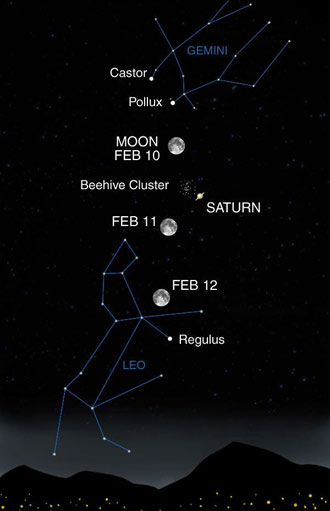 GEMINI
Castor
Pollux
MOON
FEB 10
Beehive Cluster
SATURN
FEB 11
FEB 12
Regulus
LEO